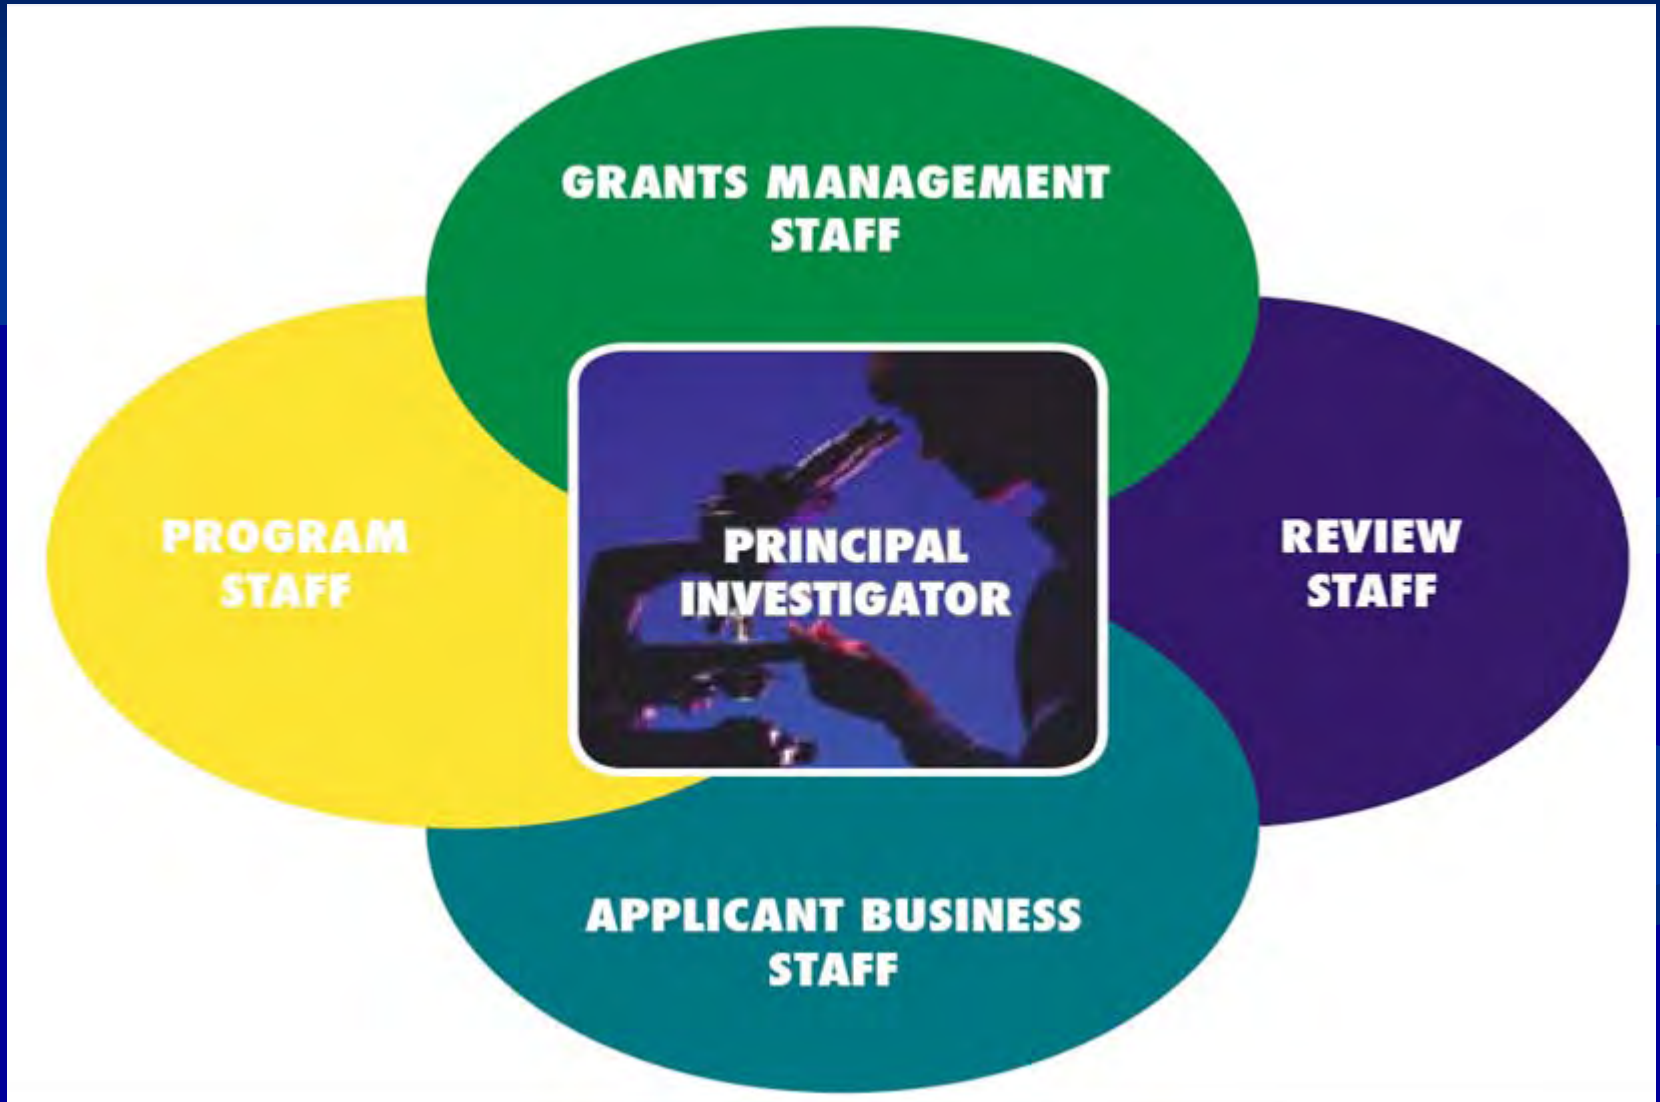 GRANTS MANAGEMENT
STAFF
PROGRAM
STAFF
PRINCIPAL
INVESTIGATOR
REVIEW
STAFF
APPLICANT BUSINESS
STAFF